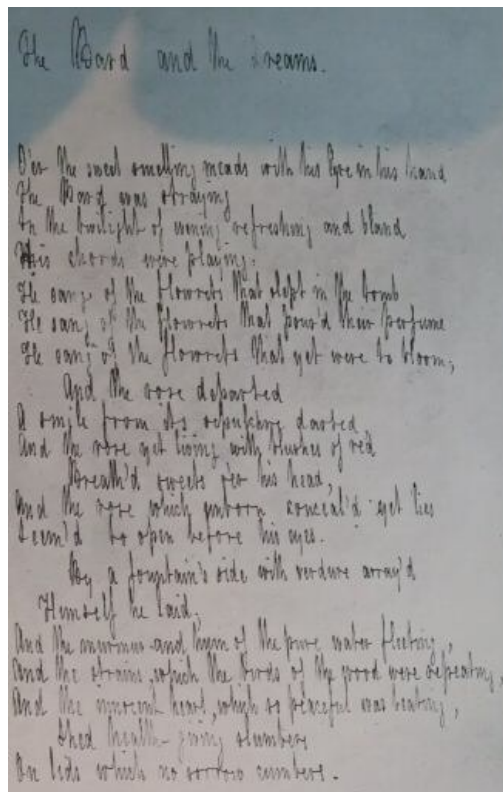 The Bard and the Dreams.
O'er the sweet smelling meads with his lyre in his hand
The Bard was straying
In the twilight of evening refreshing and bland
His chords were playing.
He sang of the flowrets that slept in the tomb
He sang of the flowrets that pour'd their perfume
He sang of the flowrets that yet were to bloom;
And the rose departed
A smile from its sepulchre darted
And the rose yet living with blushes of red
Breath'd sweets o'er his head,
And the rose which unborn conceal'd yet lies
Seem'd to open before his eyes.
By a fountain's side with verdure array'd
Himself he laid;
And the murmur and hum of the pure water fleeting,
And the strains, which the birds of the wood were repeating,
And the innocent heart, which so peaceful was beating,
Shed health-giving slumbers
On lids which no sorrow cumbers.